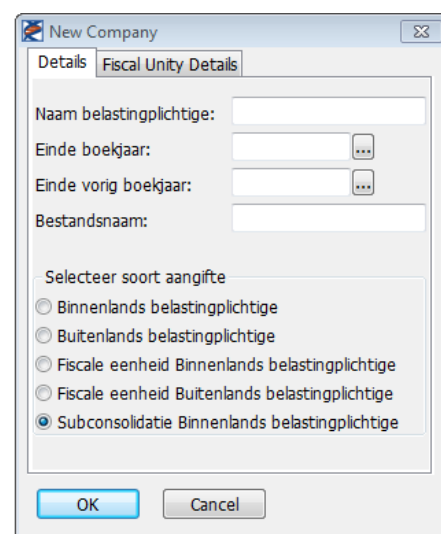 New Company
Details Fiscal Unity Details
Naam belastingplichtige:
Einde boekjaar: ...
Einde vorig boekjaar: ...
Bestandsnaam:
Selecteer soort aangifte
Binnenlands belastingplichtige
Buitenlands belastingplichtige
Fiscale eenheid Binnenlands belastingplichtige
Fiscale eenheid Buitenlands belastingplichtige
Subconsolidatie Binnenlands belastingplichtige
OK Cancel